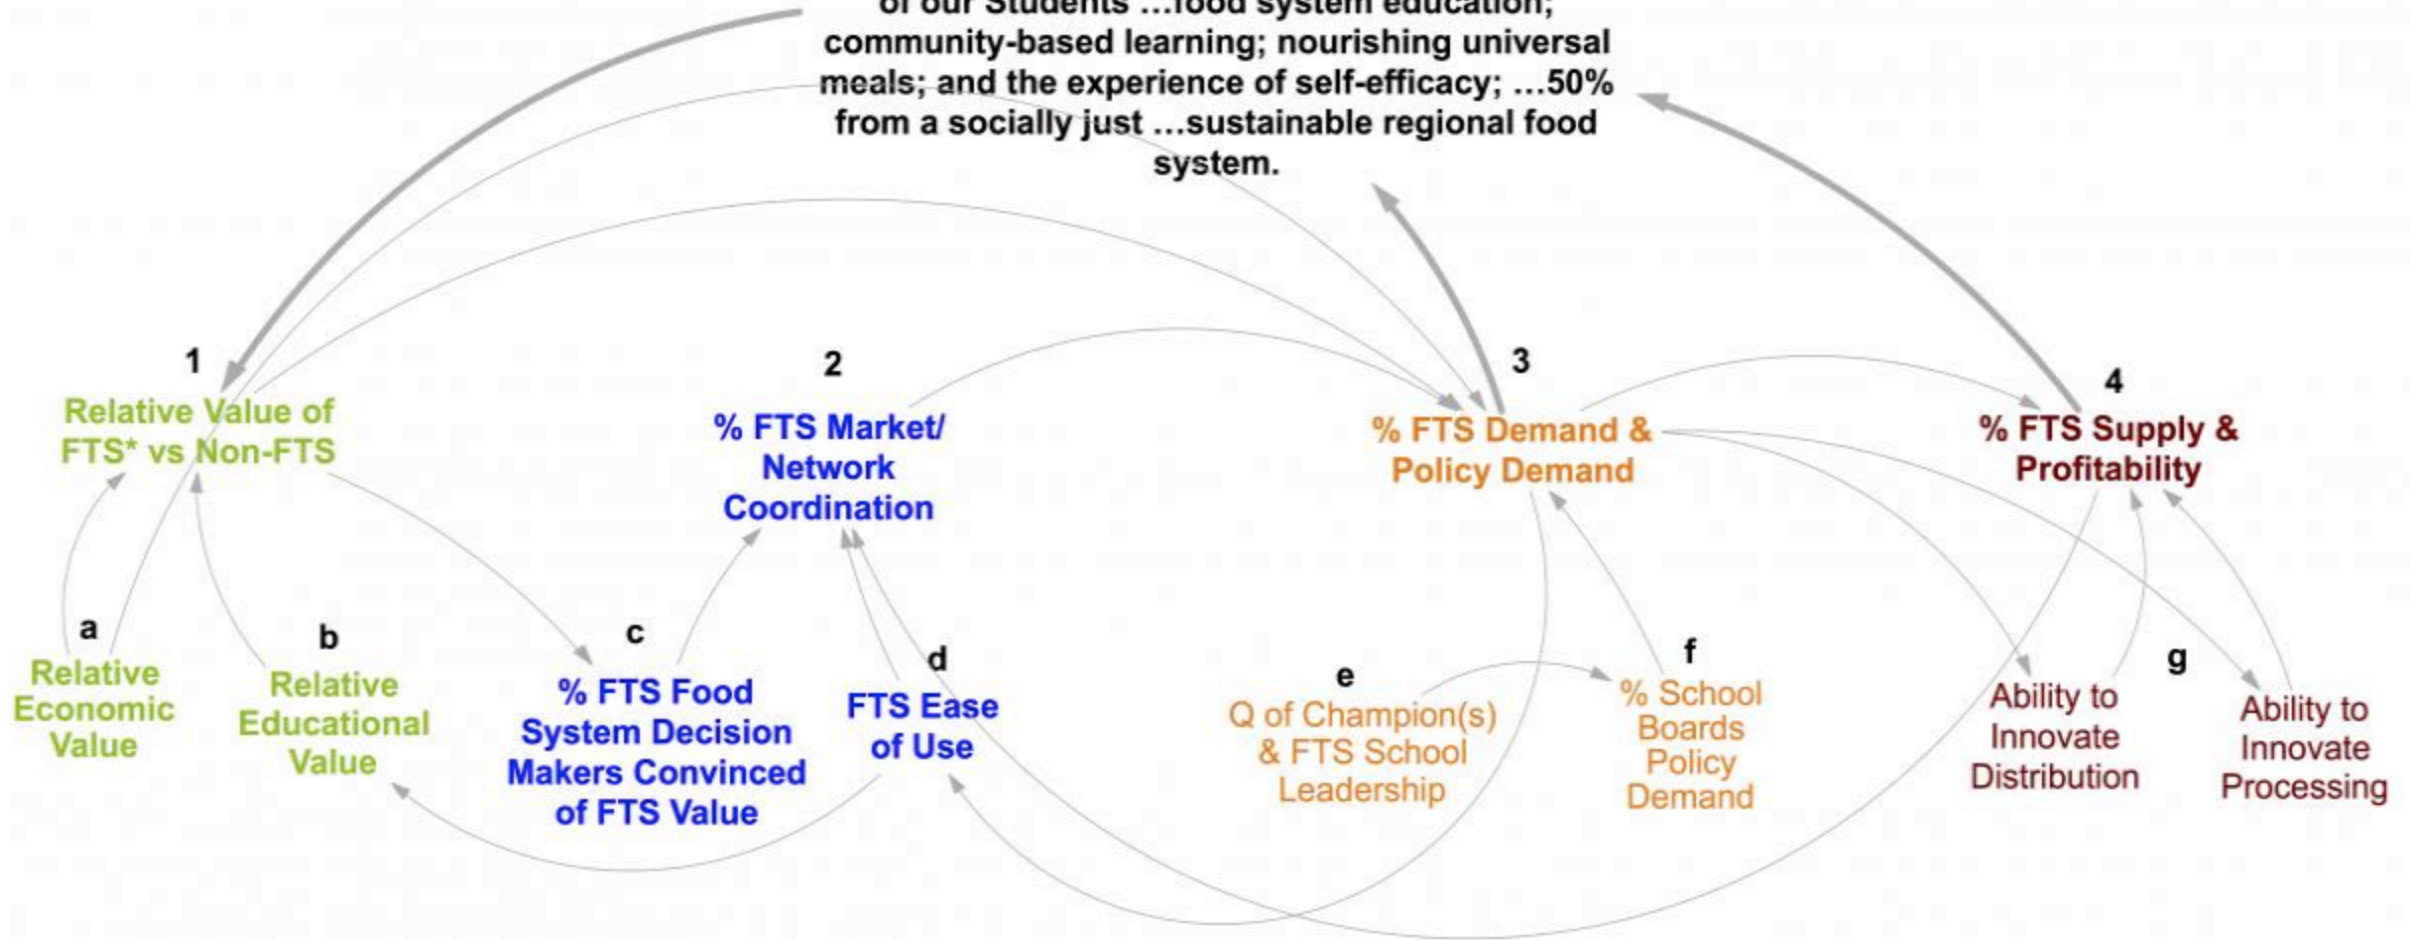 of our Students ...food system education;
community-based learning; nourishing universal
meals; and the experience of self-efficacy; ...50%
from a socially just ...sustainable regional food
system.
1
Relative Value of
FTS* vs Non-FTS
2
% FTS Market/
Network
Coordination
3
% FTS Demand &
Policy Demand
4
% FTS Supply &
Profitability
a
Relative
Economic
Value
b
Relative
Educational
Value
c
% FTS Food
System Decision
Makers Convinced
of FTS Value
d
FTS Ease
of Use
e
Q of Champion(s)
& FTS School
Leadership
f
% School
Boards
Policy
Demand
g
Ability to
Innovate
Distribution
Ability to
Innovate
Processing